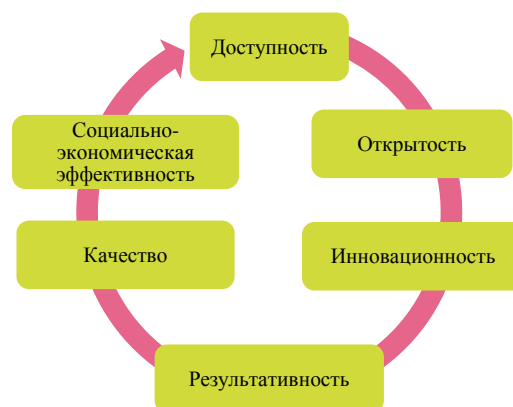 Доступность
Открытость
Инновационность
Результативность
Качество
Социально-
экономическая
эффективность